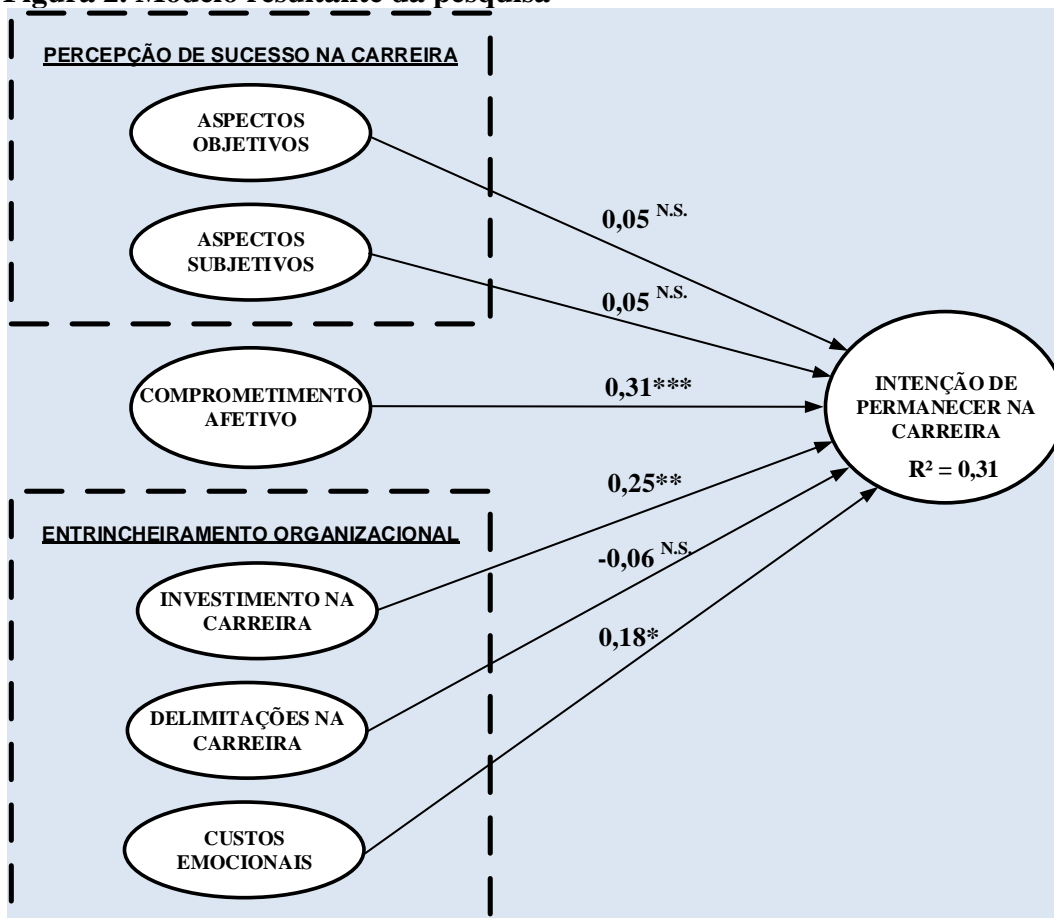 Figura 2. Modelo resultante da pesquisa
PERCEPÇÃO DE SUCESSO NA CARREIRA
ASPECTOS
OBJETIVOS
0,05 N.S.
ASPECTOS
SUBJETIVOS
0,05 N.S.
COMPROMETIMENTO
AFETIVO
0,31***
INTENÇÃO DE
PERMANECER NA
CARREIRA
R² = 0,31
0,25**
ENTRINCHEIRAMENTO ORGANIZACIONAL
-0,06 N.S.
INVESTIMENTO NA
CARREIRA
0,18*
DELIMITAÇÕES NA
CARREIRA
CUSTOS
EMOCIONAIS